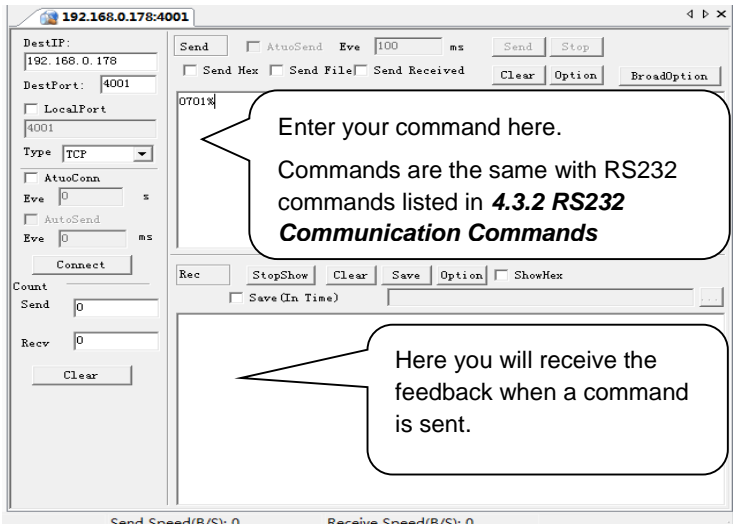 192.168.0.178:4001
DestIP:
192.168.0.178
DestPort: 4001
LocalPort
4001
Type TCP
AtuoConn
Eve 0 s
AutoSend
Eve 0 ms
Connect
Count
Send 0
Recv 0
Clear
Send AtuoSend Eve 100 ms Send Stop
Send Hex Send File Send Received Clear Option BroadOption
0701%
Enter your command here.
Commands are the same with RS232
commands listed in 4.3.2 RS232
Communication Commands
Rec StopShow Clear Save Option ShowHex
Save(In Time) ...
Here you will receive the
feedback when a command
is sent.
Send Speed(B/S): 0 Receive Speed(B/S): 0